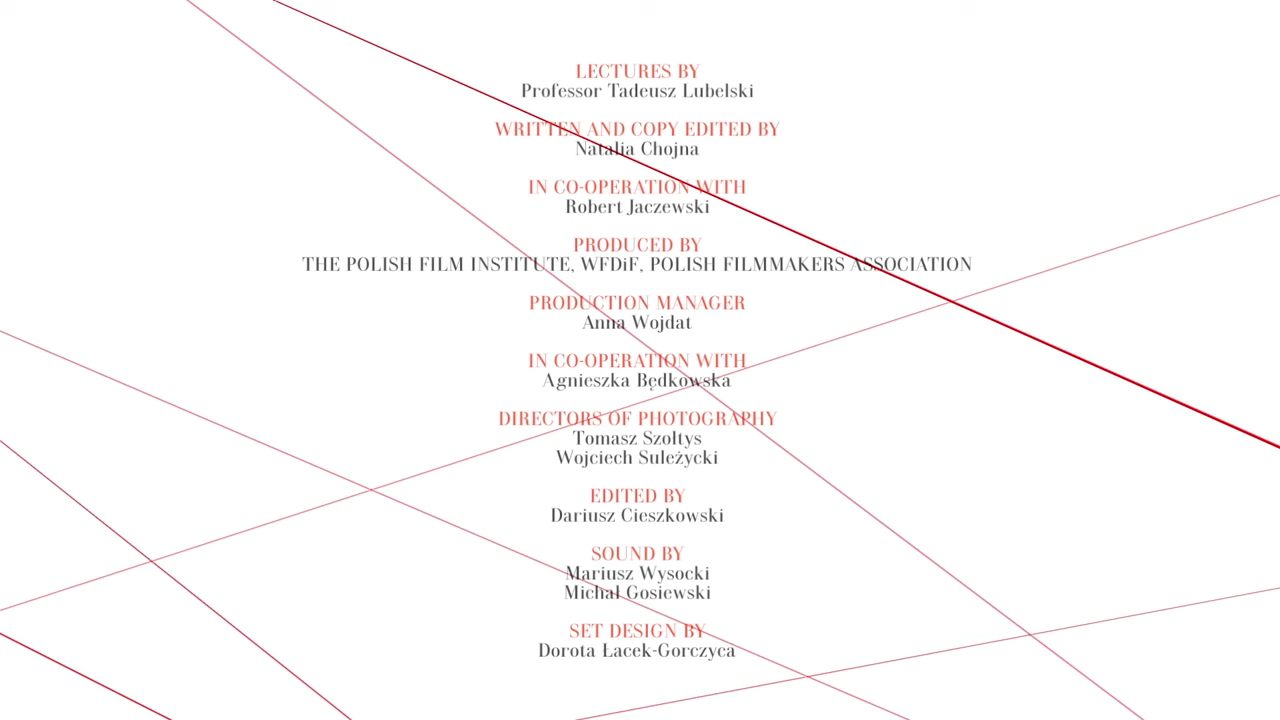 LECTURES BY
Professor Tadeusz Lubelski
WRITTEN AND COPY EDITED BY
Natalia Chojna
IN CO-OPERATION WITH
Robert Jaczewski
PRODUCED BY
THE POLISH FILM INSTITUTE, WFDiF, POLISH FILMMAKERS ASSOCIATION
PRODUCTION MANAGER
Anna Wojdat
IN CO-OPERATION WITH
Agnieszka Będkowska
DIRECTORS OF PHOTOGRAPHY
Tomasz Szołtys
Wojciech Suleżycki
EDITED BY
Dariusz Cieszkowski
SOUND BY
Mariusz Wysocki
Michał Gosiewski
SET DESIGN BY
Dorota Łacek-Gorczyca